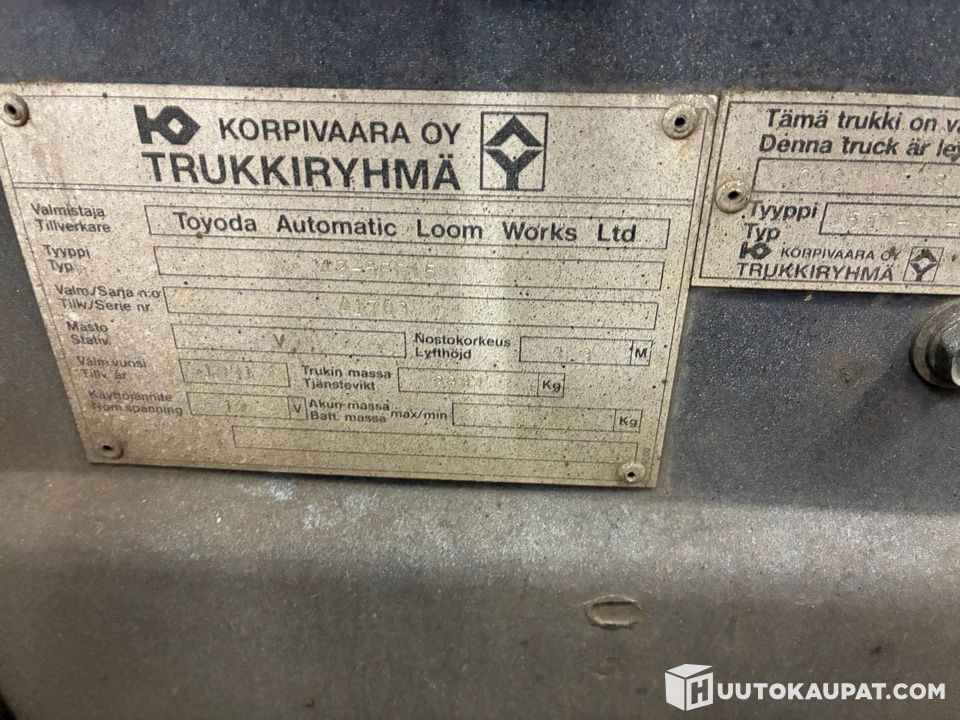 KORPIVAARA OY
TRUKKIRYHMÄ
Valmistaja
Tillverkare
Toyoda Automatic Loom Works Ltd
Tyyppi
Typ
Valm./Sarja n:o
Tillv./Serie nr.
Masto
Stativ.
V
Nostokorkeus
Lyfthöjd
M
Valm.vuosi
Tillv. år
Trukin massa
Tjänstevikt
Kg
Käyttöjännite
Nom.spänning
12
V
Akun massa
Batt. massa
max/min
Kg
Tämä trukki on
Denna truck är
Tyyppi
Typ
KORPIVAARA OY
TRUKKIRYHMÄ
HUUTOKAUPAT.COM